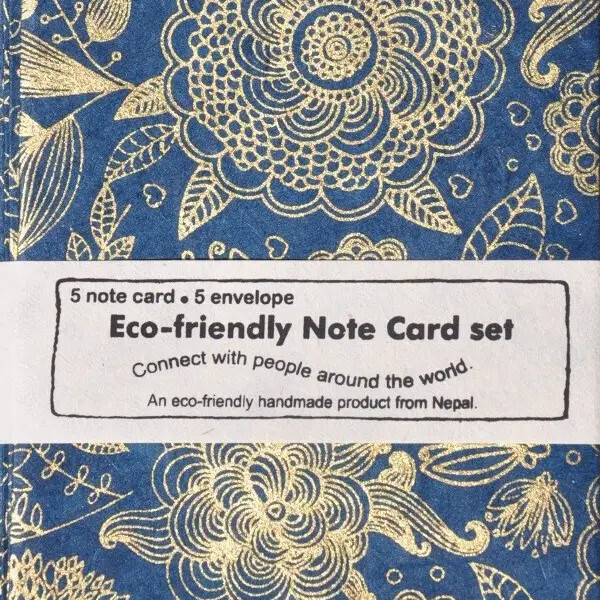 5 note card • 5 envelope
Eco-friendly Note Card set
Connect with people around the world.
An eco-friendly handmade product from Nepal.